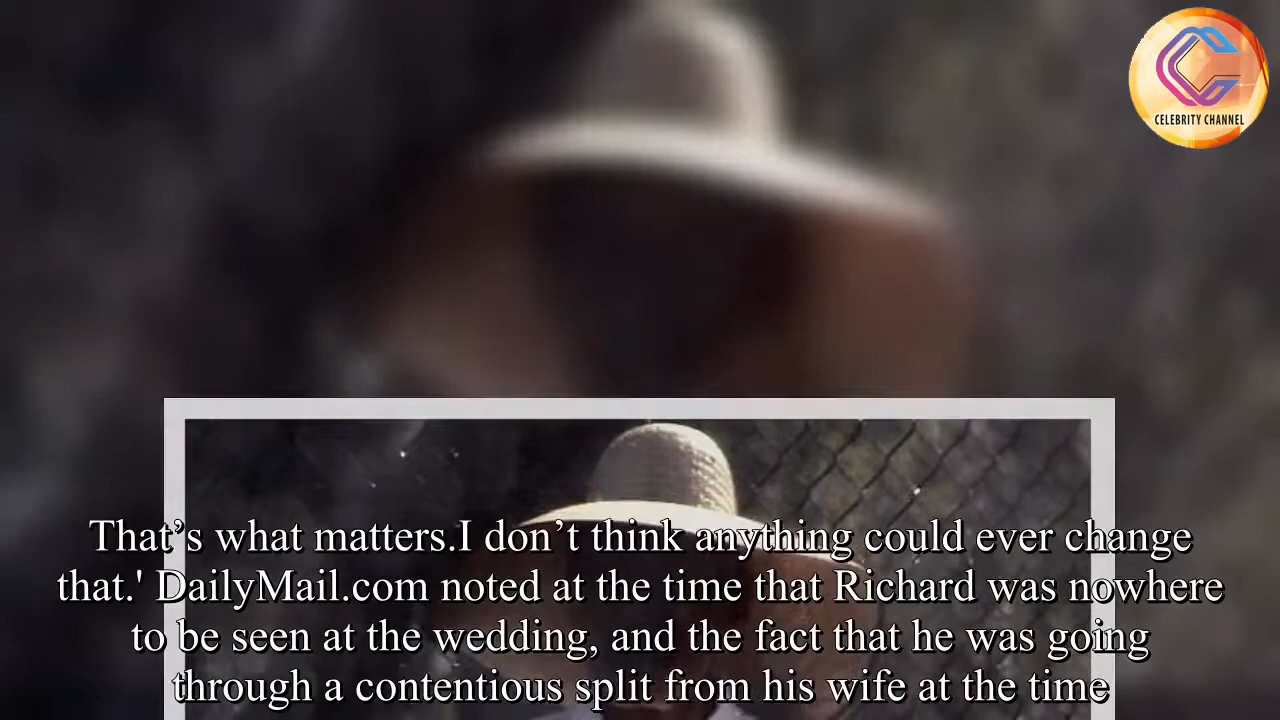 CELEBRITY CHANNEL
That’s what matters.I don’t think anything could ever change
that.' DailyMail.com noted at the time that Richard was nowhere
to be seen at the wedding, and the fact that he was going
through a contentious split from his wife at the time